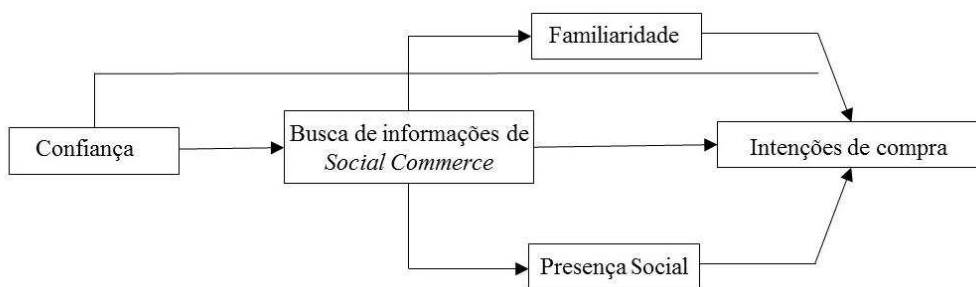 Familiaridade
Confiança
Busca de informações de
Social Commerce
Intenções de compra
Presença Social